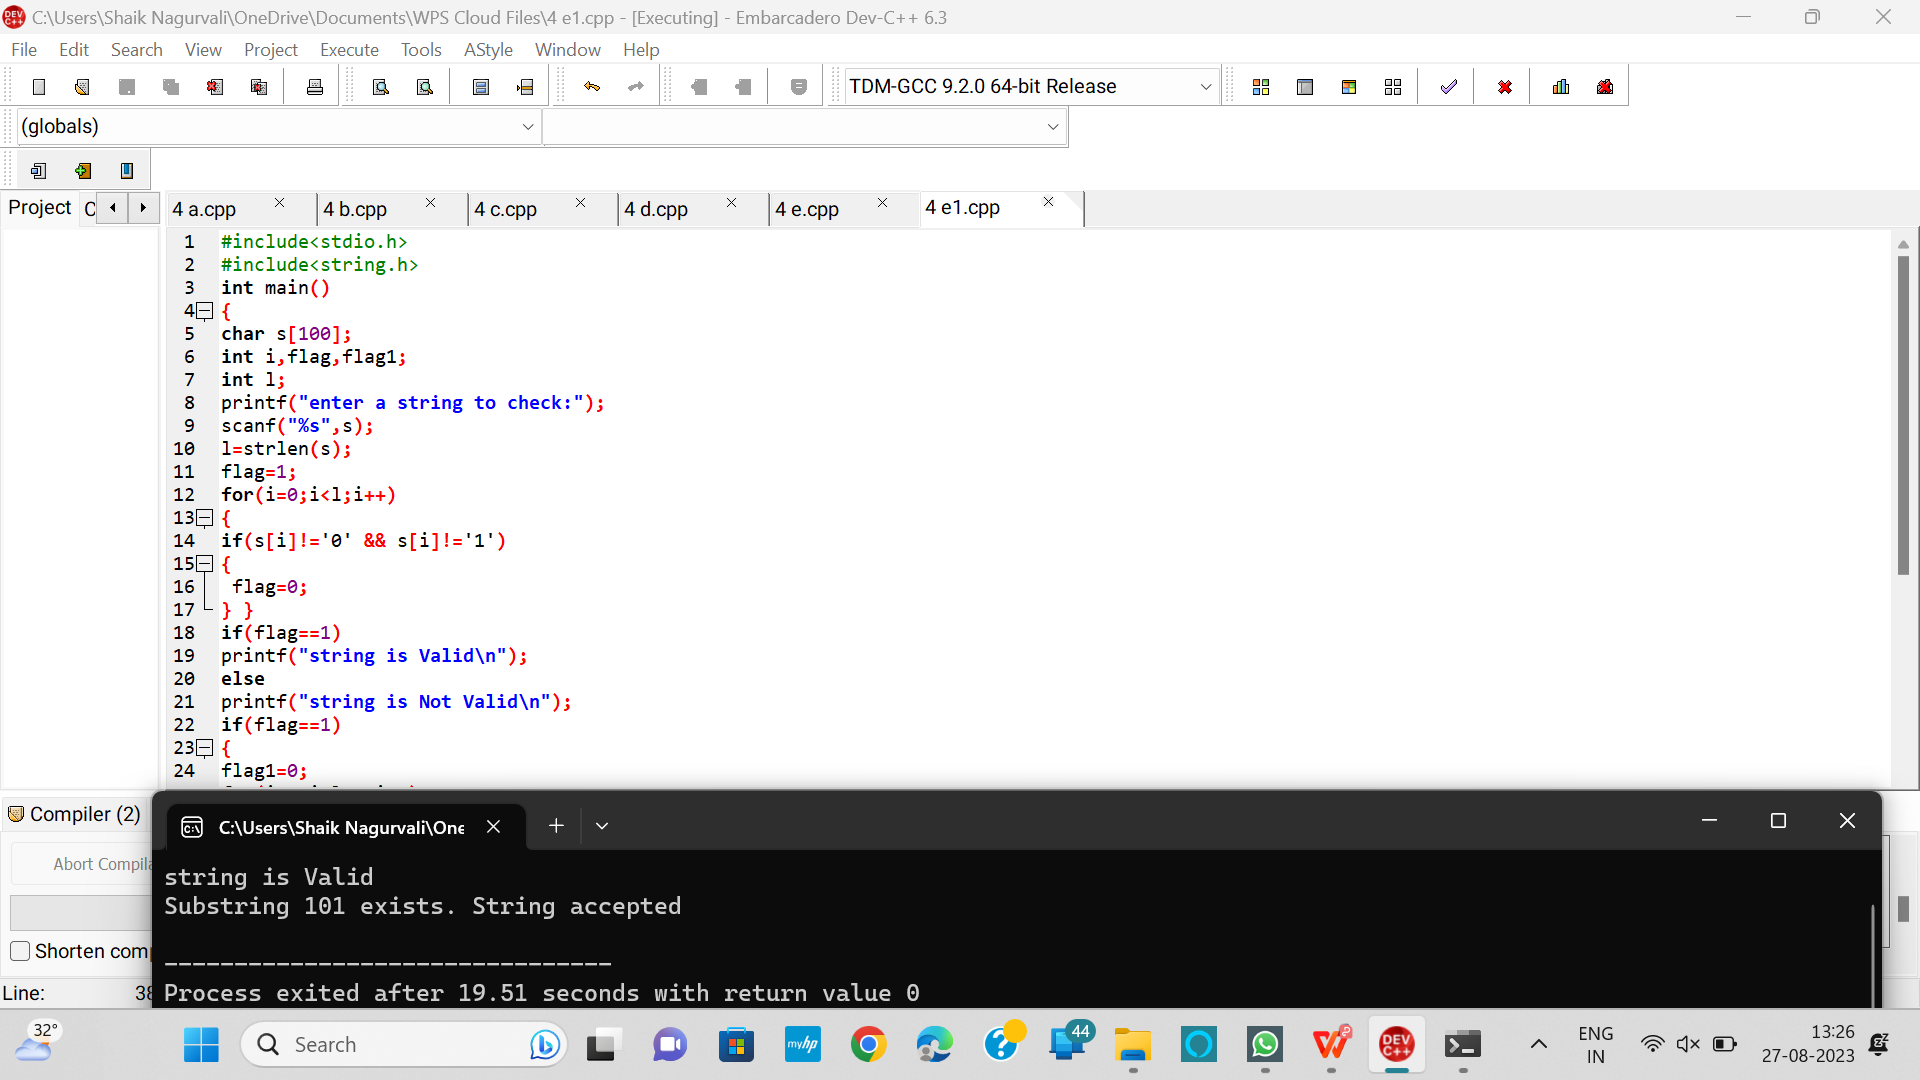 C:\Users\Shaik Nagurvali\OneDrive\Documents\WPS Cloud Files\4 e1.cpp - [Executing] - Embarcadero Dev-C++ 6.3
File Edit Search View Project Execute Tools AStyle Window Help
TDM-GCC 9.2.0 64-bit Release
(globals)
Project C 4 a.cpp 4 b.cpp 4 c.cpp 4 d.cpp 4 e.cpp 4 e1.cpp
1 #include<stdio.h>
2 #include<string.h>
3 int main()
4 {
5 char s[100];
6 int i,flag,flag1;
7 int l;
8 printf("enter a string to check:");
9 scanf("%s",s);
10 l=strlen(s);
11 flag=1;
12 for(i=0;i<l;i++)
13 {
14 if(s[i]!='0' && s[i]!='1')
15 {
16 flag=0;
17 } }
18 if(flag==1)
19 printf("string is Valid\n");
20 else
21 printf("string is Not Valid\n");
22 if(flag==1)
23 {
24 flag1=0;
Compiler (2)
C:\Users\Shaik Nagurvali\One
Abort Compila
string is Valid
Substring 101 exists. String accepted
--------------------------------
Shorten comp
Line: 38
Process exited after 19.51 seconds with return value 0
32°
Search
myhp
44
DEV C++
ENG
IN
13:26
27-08-2023